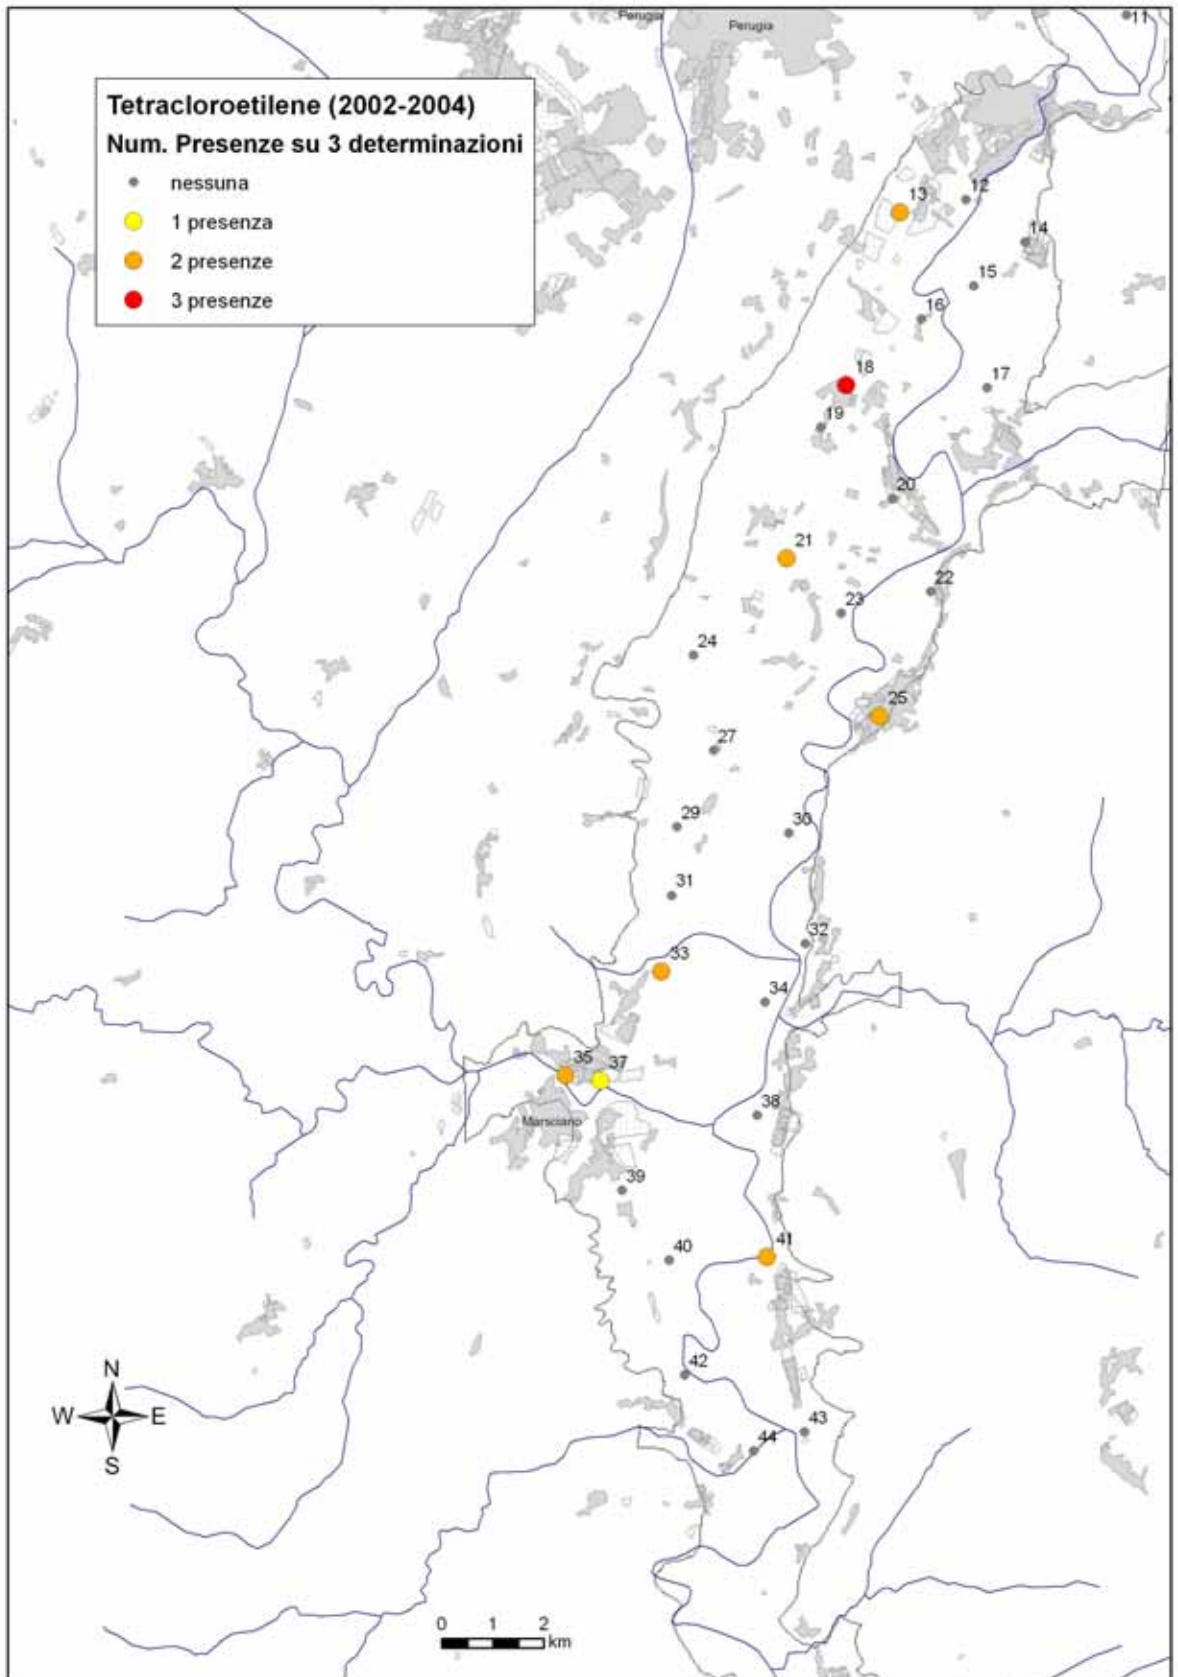 Perugia
Perugia
11
Tetracloroetilene (2002-2004)
Num. Presenze su 3 determinazioni
nessuna
1 presenza
2 presenze
3 presenze
13
12
14
15
16
18
17
19
20
21
22
23
24
25
27
29
30
31
32
33
34
35
37
38
Marsciano
39
40
41
42
43
44
N
W
E
S
0
1
2
km